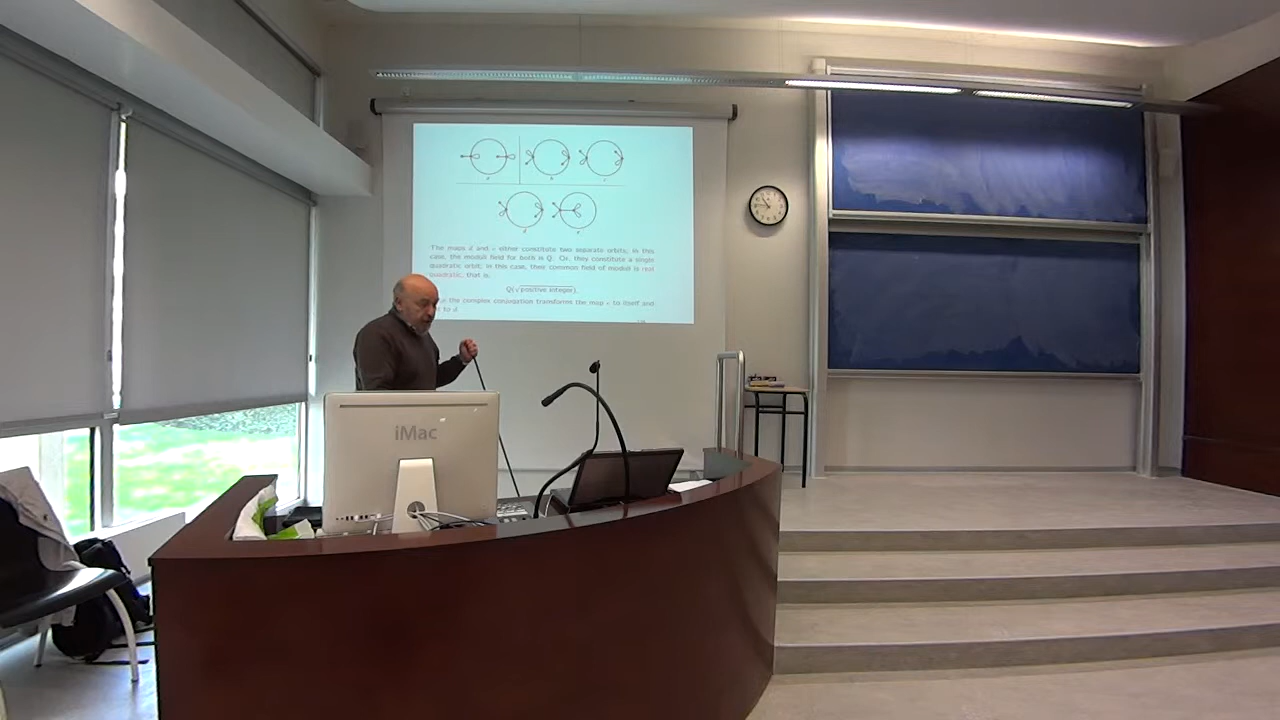 a
b
c
d
e
The maps d and e either constitute two separate orbits; in this
case, the moduli field for both is Q. Or, they constitute a single
quadratic orbit; in this case, their common field of moduli is real
quadratic, that is,
Q(√positive integer),
the complex conjugation transforms the map e to itself and
to d.
iMac